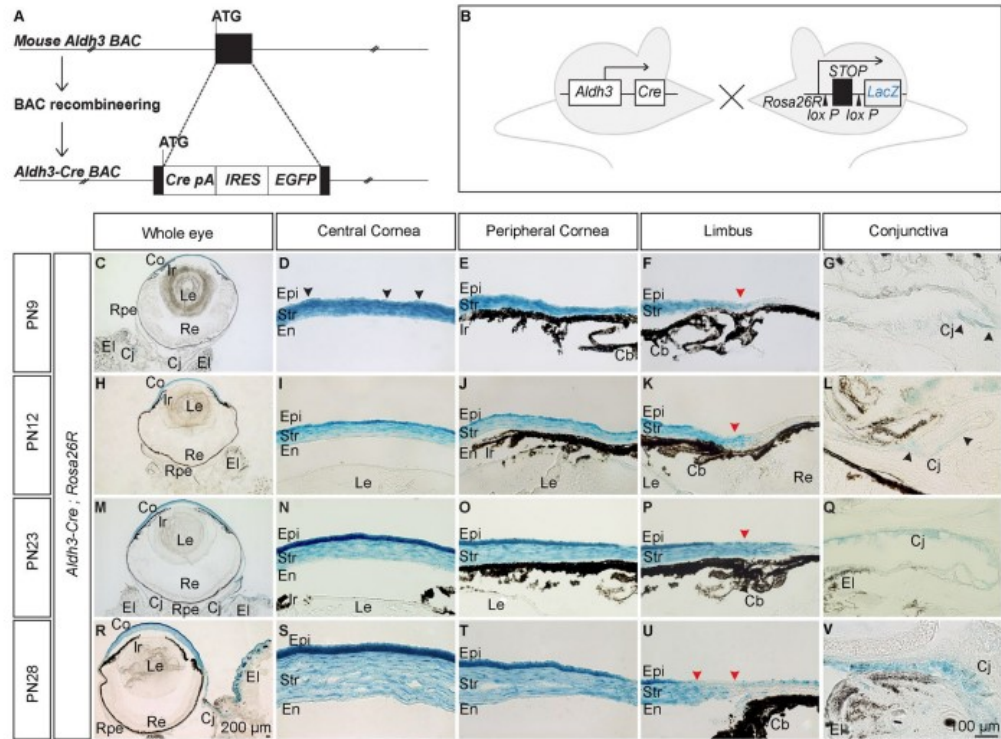 A
ATG
Mouse Aldh3 BAC
BAC recombineering
ATG
Aldh3-Cre BAC
Cre pA IRES EGFP
B
Aldh3 Cre
STOP
Rosa26R LacZ
lox P lox P
Whole eye Central Cornea Peripheral Cornea Limbus Conjunctiva
Aldh3-Cre ; Rosa26R
PN9
C Co Ir Le Rpe Re El Cj Cj El
D Epi Str En
E Epi Str Ir Cb
F Epi Str Cb
G Cj
PN12
H Co Ir Le Re Rpe El
I Epi Str En Le
J Epi Str En Ir Le
K Epi Str Cb Le Re
L Cj
PN23
M Co Ir Le Re El Cj Rpe Cj El
N Epi Str En Ir Le
O Epi Str En Le
P Epi Str Cb
Q Cj El
PN28
R Co Ir Le El Re Rpe Cj 200 µm
S Epi Str En
T Epi Str En
U Epi Str En Cb
V Cj El 100 µm